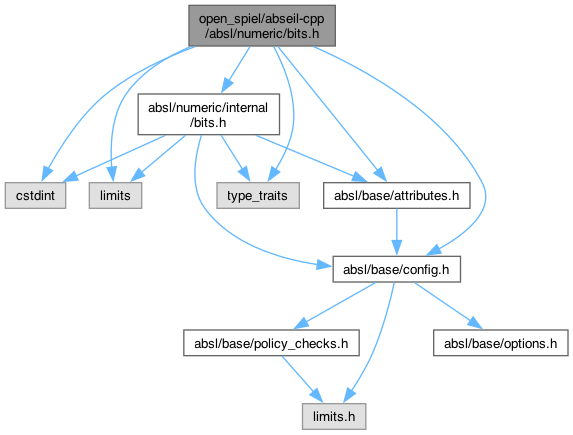 open_spiel/abseil-cpp
/absl/numeric/bits.h
absl/numeric/internal
/bits.h
cstdint
limits
type_traits
absl/base/attributes.h
absl/base/config.h
absl/base/policy_checks.h
absl/base/options.h
limits.h